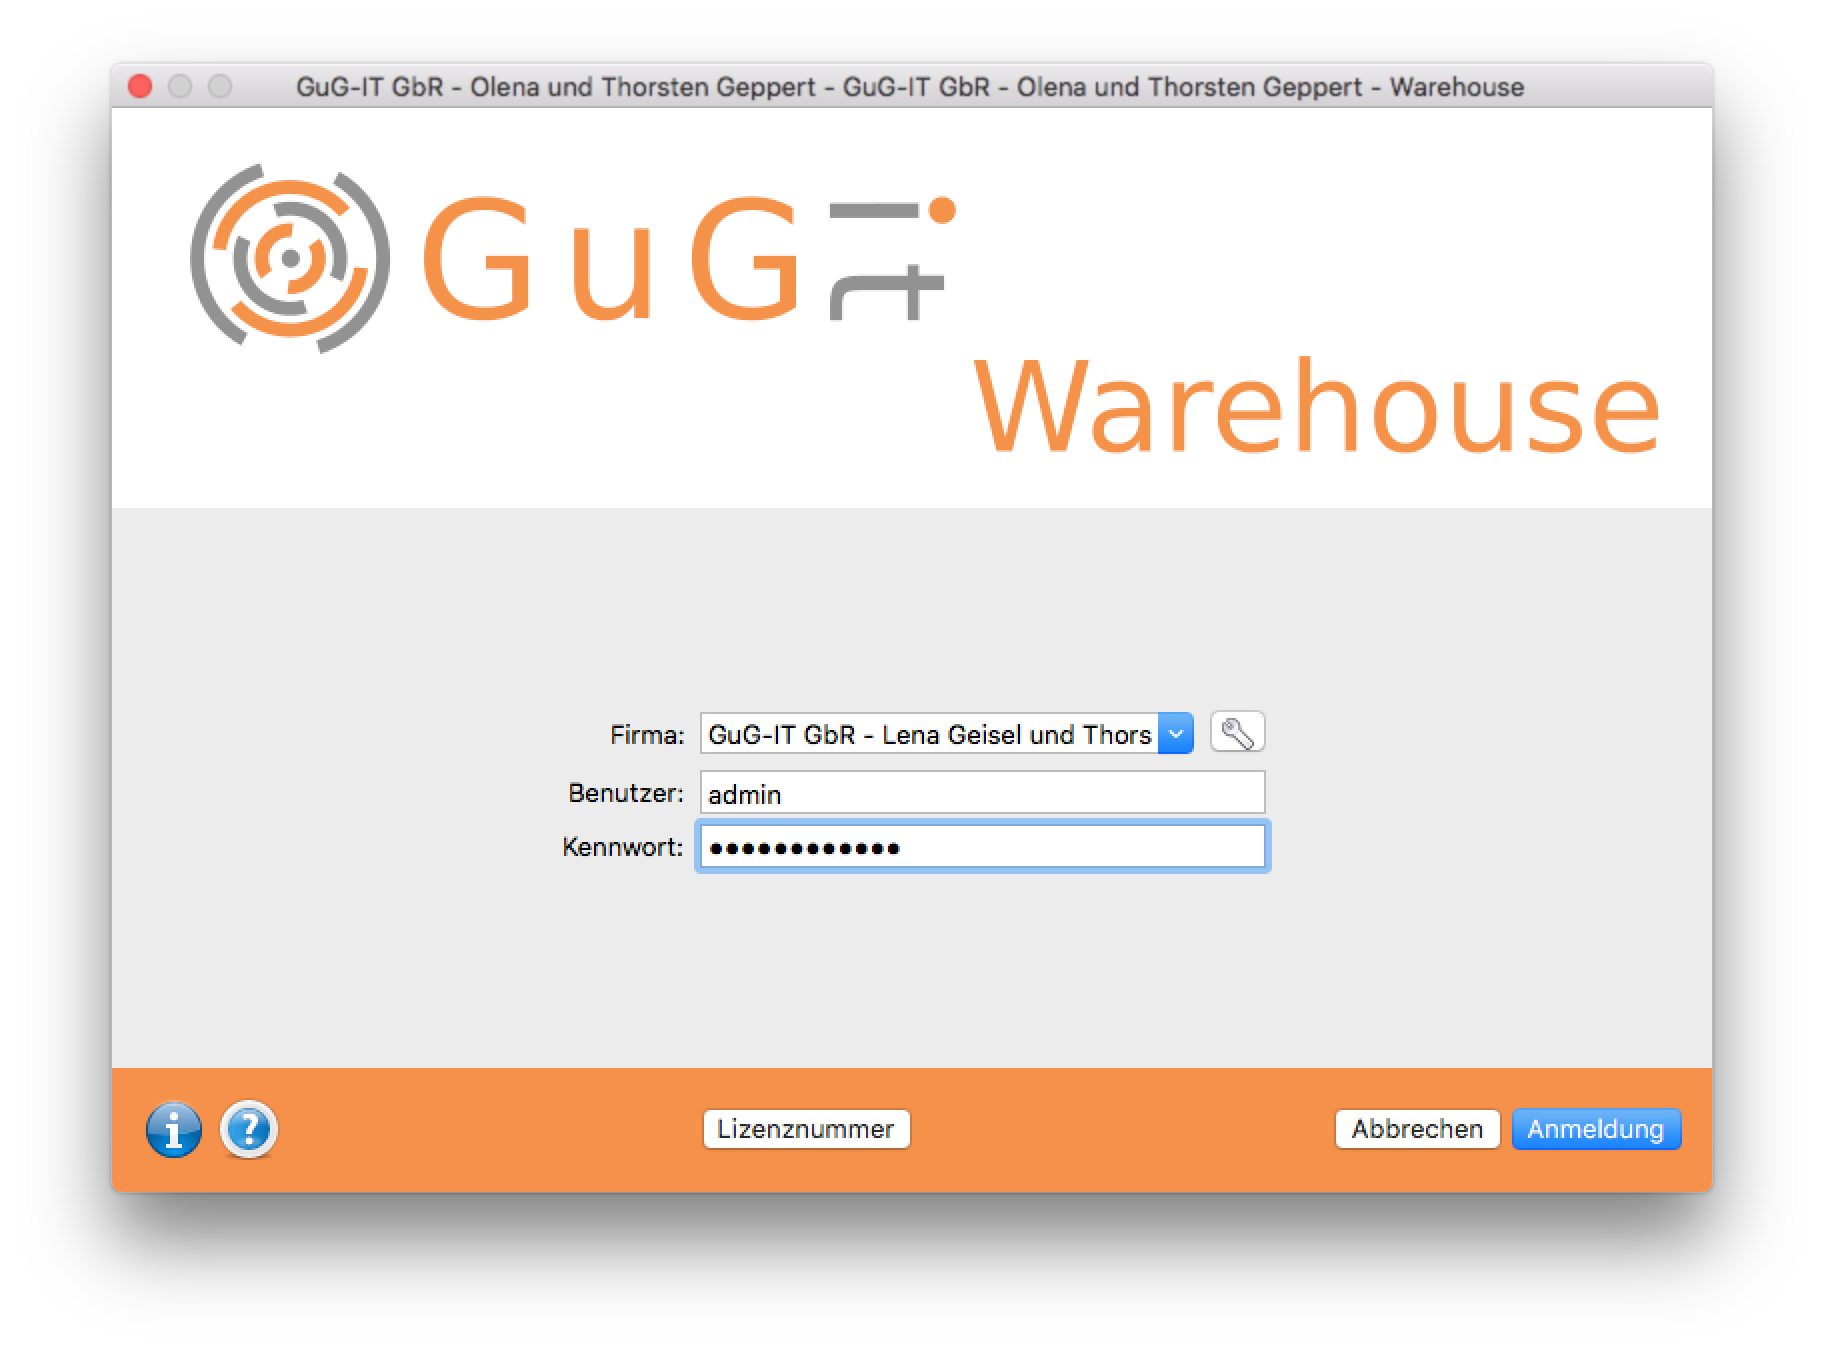 GuG-IT GbR - Olena und Thorsten Geppert - GuG-IT GbR - Olena und Thorsten Geppert - Warehouse
GuG it
Warehouse
Firma: GuG-IT GbR - Lena Geisel und Thors
Benutzer: admin
Kennwort: ●●●●●●●●●●●●
i ? Lizenznummer Abbrechen Anmeldung